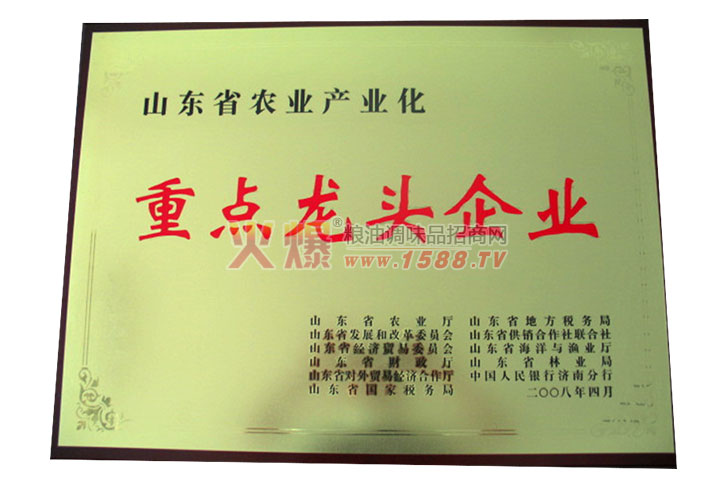 山东省农业产业化
重点龙头企业
火爆®粮油调味品招商网
www.1588.TV
山东省农业厅 山东省地方税务局
山东省发展和改革委员会 山东省供销合作社联合社
山东省经济贸易委员会 山东省海洋与渔业厅
山东省财政厅 山东省林业局
山东省对外贸易经济合作厅 中国人民银行济南分行
山东省国家税务局 二〇〇八年四月